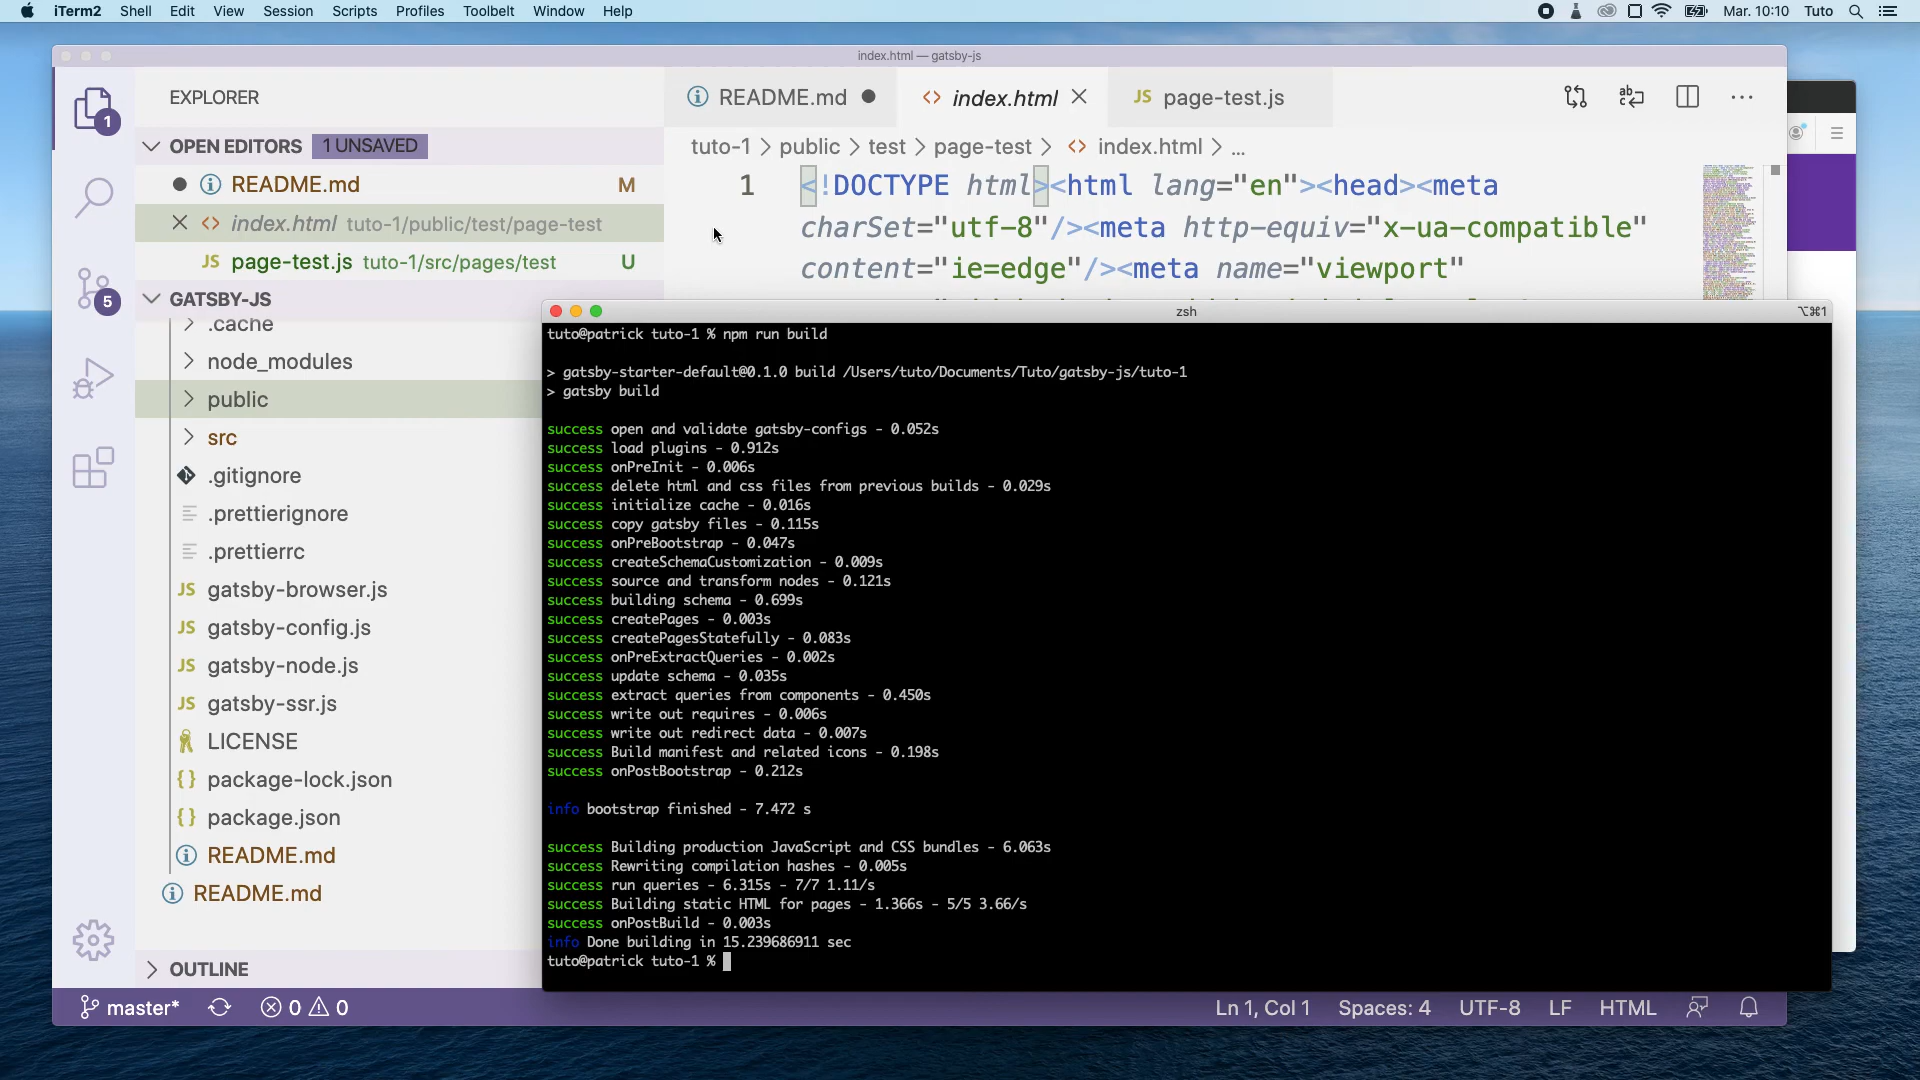 iTerm2 Shell Edit View Session Scripts Profiles Toolbelt Window Help Mar. 10:10 Tuto
index.html — gatsby-js
EXPLORER
README.md
index.html
JS page-test.js
1
OPEN EDITORS 1 UNSAVED
tuto-1 > public > test > page-test > <> index.html > ...
README.md M
1 <!DOCTYPE html><html lang="en"><head><meta
index.html tuto-1/public/test/page-test
charSet="utf-8"/><meta http-equiv="x-ua-compatible"
JS page-test.js tuto-1/src/pages/test U
content="ie=edge"/><meta name="viewport"
5
GATSBY-JS
.cache
node_modules
public
src
.gitignore
.prettierignore
.prettierrc
JS gatsby-browser.js
JS gatsby-config.js
JS gatsby-node.js
JS gatsby-ssr.js
LICENSE
{} package-lock.json
{} package.json
README.md
README.md
OUTLINE
zsh ⌥⌘1
tuto@patrick tuto-1 % npm run build
> gatsby-starter-default@0.1.0 build /Users/tuto/Documents/Tuto/gatsby-js/tuto-1
> gatsby build
success open and validate gatsby-configs - 0.052s
success load plugins - 0.912s
success onPreInit - 0.006s
success delete html and css files from previous builds - 0.029s
success initialize cache - 0.016s
success copy gatsby files - 0.115s
success onPreBootstrap - 0.047s
success createSchemaCustomization - 0.009s
success source and transform nodes - 0.121s
success building schema - 0.699s
success createPages - 0.003s
success createPagesStatefully - 0.083s
success onPreExtractQueries - 0.002s
success update schema - 0.035s
success extract queries from components - 0.450s
success write out requires - 0.006s
success write out redirect data - 0.007s
success Build manifest and related icons - 0.198s
success onPostBootstrap - 0.212s
info bootstrap finished - 7.472 s
success Building production JavaScript and CSS bundles - 6.063s
success Rewriting compilation hashes - 0.005s
success run queries - 6.315s - 7/7 1.11/s
success Building static HTML for pages - 1.366s - 5/5 3.66/s
success onPostBuild - 0.003s
info Done building in 15.239686911 sec
tuto@patrick tuto-1 %
master* 0 0 Ln 1, Col 1 Spaces: 4 UTF-8 LF HTML